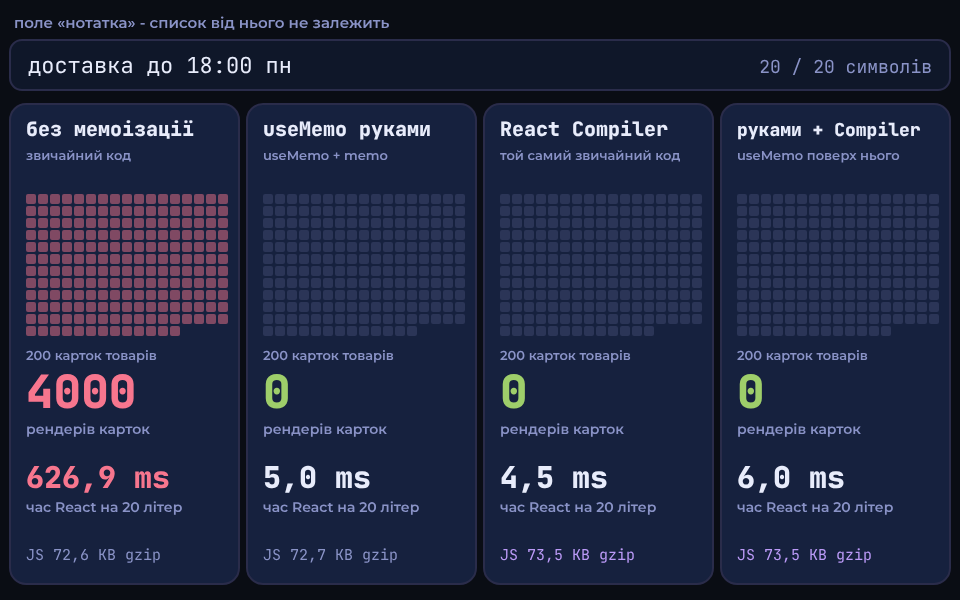 поле «нотатка» - список від нього не залежить
доставка до 18:00 пн
20 / 20 символів
без мемоізації
звичайний код
200 карток товарів
4000
рендерів карток
626,9 ms
час React на 20 літер
JS 72,6 KB gzip
useMemo руками
useMemo + memo
200 карток товарів
0
рендерів карток
5,0 ms
час React на 20 літер
JS 72,7 KB gzip
React Compiler
той самий звичайний код
200 карток товарів
0
рендерів карток
4,5 ms
час React на 20 літер
JS 73,5 KB gzip
руками + Compiler
useMemo поверх нього
200 карток товарів
0
рендерів карток
6,0 ms
час React на 20 літер
JS 73,5 KB gzip